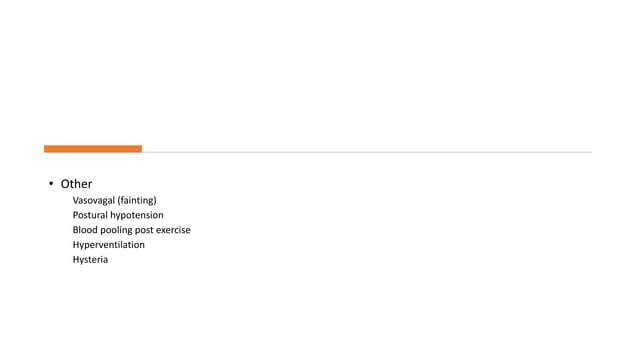 • Other
Vasovagal (fainting)
Postural hypotension
Blood pooling post exercise
Hyperventilation
Hysteria